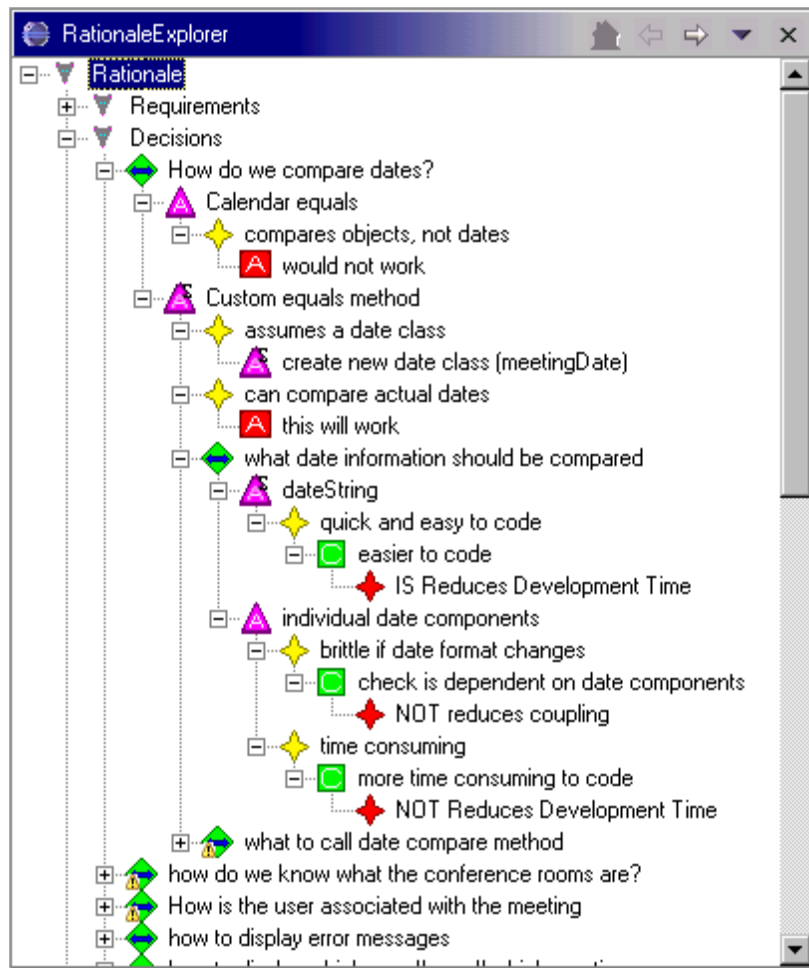 RationaleExplorer
Rationale
Requirements
Decisions
How do we compare dates?
A Calendar equals
compares objects, not dates
A would not work
A S Custom equals method
assumes a date class
A S create new date class (meetingDate)
can compare actual dates
A this will work
what date information should be compared
A S dateString
quick and easy to code
C easier to code
IS Reduces Development Time
A individual date components
brittle if date format changes
C check is dependent on date components
NOT reduces coupling
time consuming
C more time consuming to code
NOT Reduces Development Time
what to call date compare method
how do we know what the conference rooms are?
How is the user associated with the meeting
how to display error messages